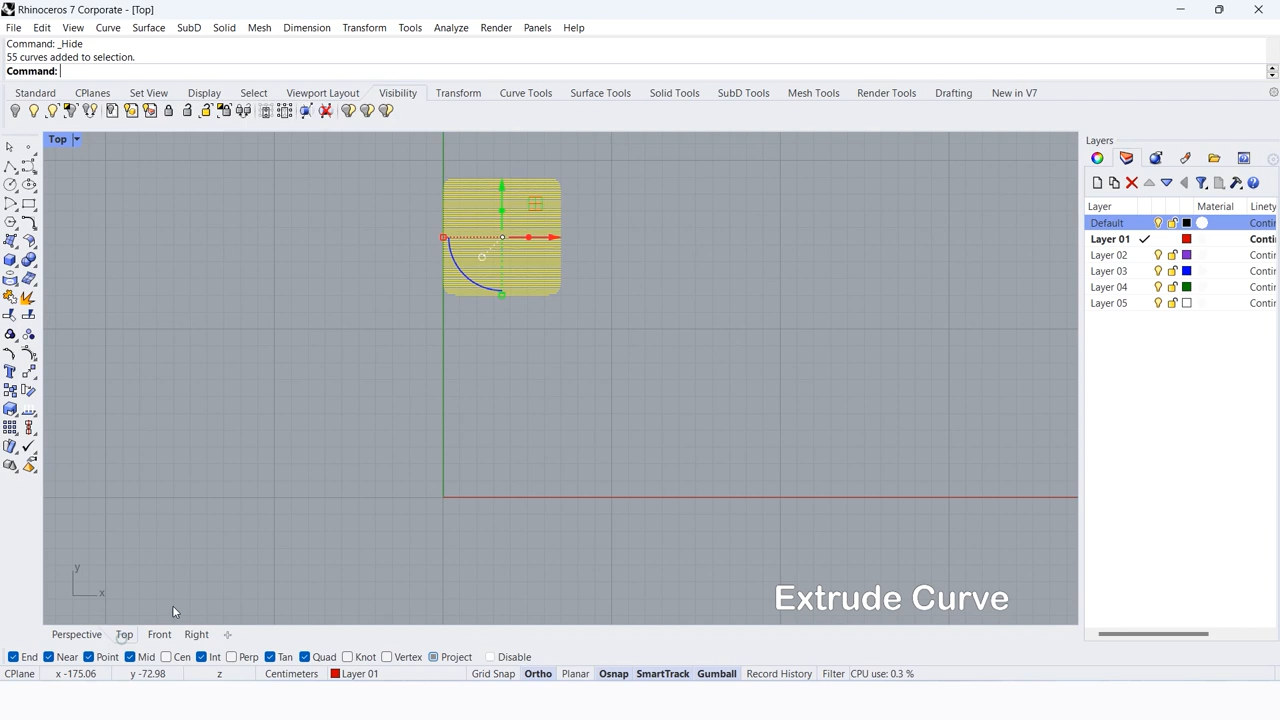 Rhinoceros 7 Corporate - [Top]
File Edit View Curve Surface SubD Solid Mesh Dimension Transform Tools Analyze Render Panels Help
Command: _Hide
55 curves added to selection.
Command:
Standard CPlanes Set View Display Select Viewport Layout Visibility Transform Curve Tools Surface Tools Solid Tools SubD Tools Mesh Tools Render Tools Drafting New in V7
Top
Layers
Layer Material Linety
Default Conti
Layer 01 Conti
Layer 02 Conti
Layer 03 Conti
Layer 04 Conti
Layer 05 Conti
y
x
Extrude Curve
Perspective Top Front Right
End Near Point Mid Cen Int Perp Tan Quad Knot Vertex Project Disable
CPlane x -175.06 y -72.98 z Centimeters Layer 01 Grid Snap Ortho Planar Osnap SmartTrack Gumball Record History Filter CPU use: 0.3 %